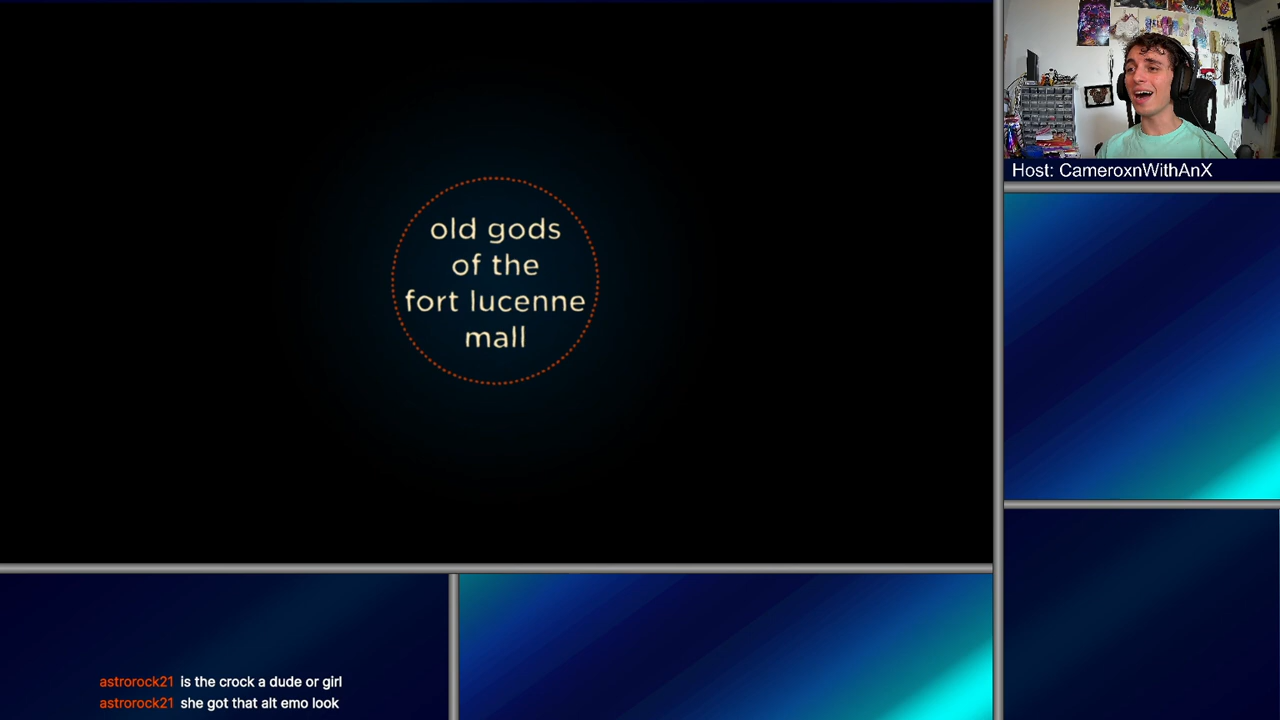 old gods
of the
fort lucenne
mall
Host: CameroxnWithAnX
astrorock21 is the crock a dude or girl
astrorock21 she got that alt emo look